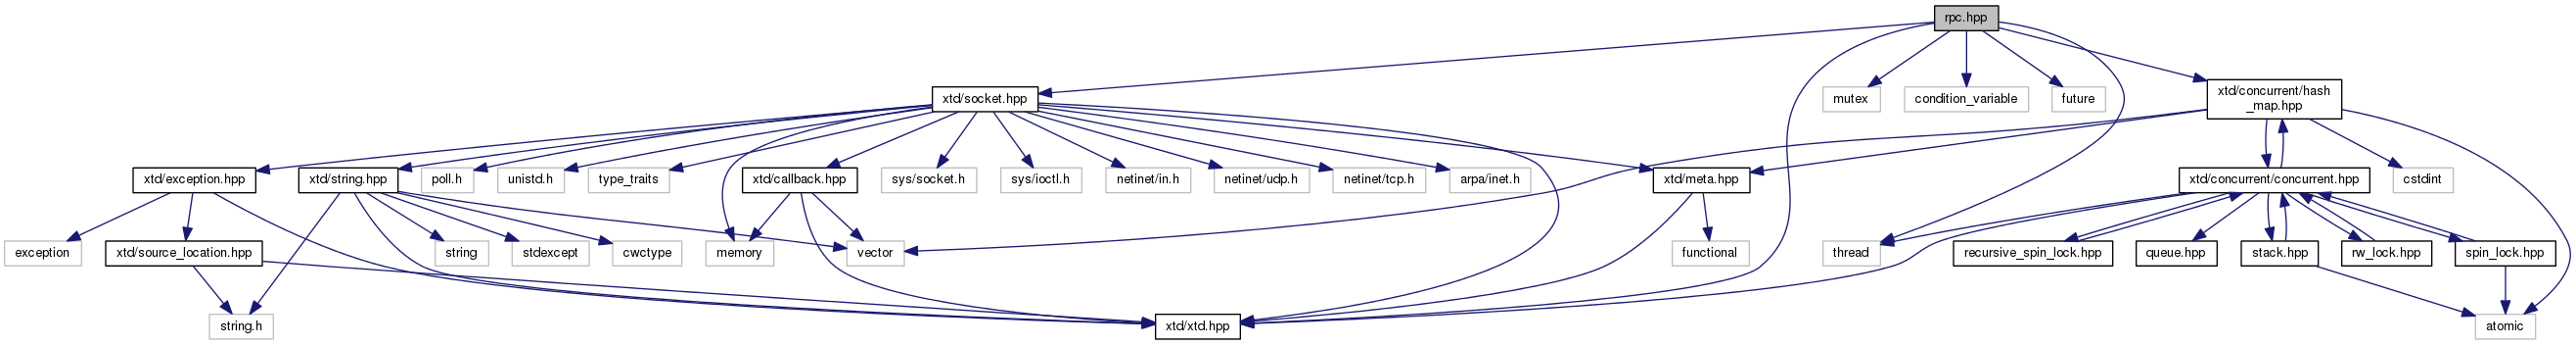 rpc.hpp
xtd/socket.hpp
mutex
condition_variable
future
xtd/concurrent/hash
_map.hpp
xtd/exception.hpp
xtd/string.hpp
poll.h
unistd.h
type_traits
xtd/callback.hpp
sys/socket.h
sys/ioctl.h
netinet/in.h
netinet/udp.h
netinet/tcp.h
arpa/inet.h
xtd/meta.hpp
xtd/concurrent/concurrent.hpp
cstdint
exception
xtd/source_location.hpp
string
stdexcept
cwctype
memory
vector
functional
thread
recursive_spin_lock.hpp
queue.hpp
stack.hpp
rw_lock.hpp
spin_lock.hpp
string.h
xtd/xtd.hpp
atomic